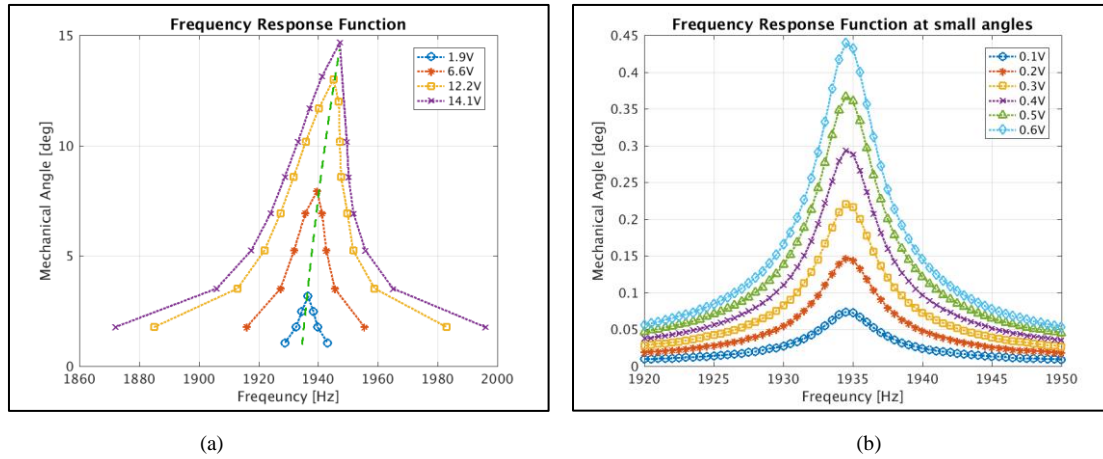 Frequency Response Function
15
10
5
0
Mechanical Angle [deg]
1.9V
6.6V
12.2V
14.1V
1860
1880
1900
1920
1940
1960
1980
2000
Freqeuncy [Hz]
(a)
Frequency Response Function at small angles
0.45
0.4
0.35
0.3
0.25
0.2
0.15
0.1
0.05
0
Mechanical Angle [deg]
0.1V
0.2V
0.3V
0.4V
0.5V
0.6V
1920
1925
1930
1935
1940
1945
1950
Freqeuncy [Hz]
(b)